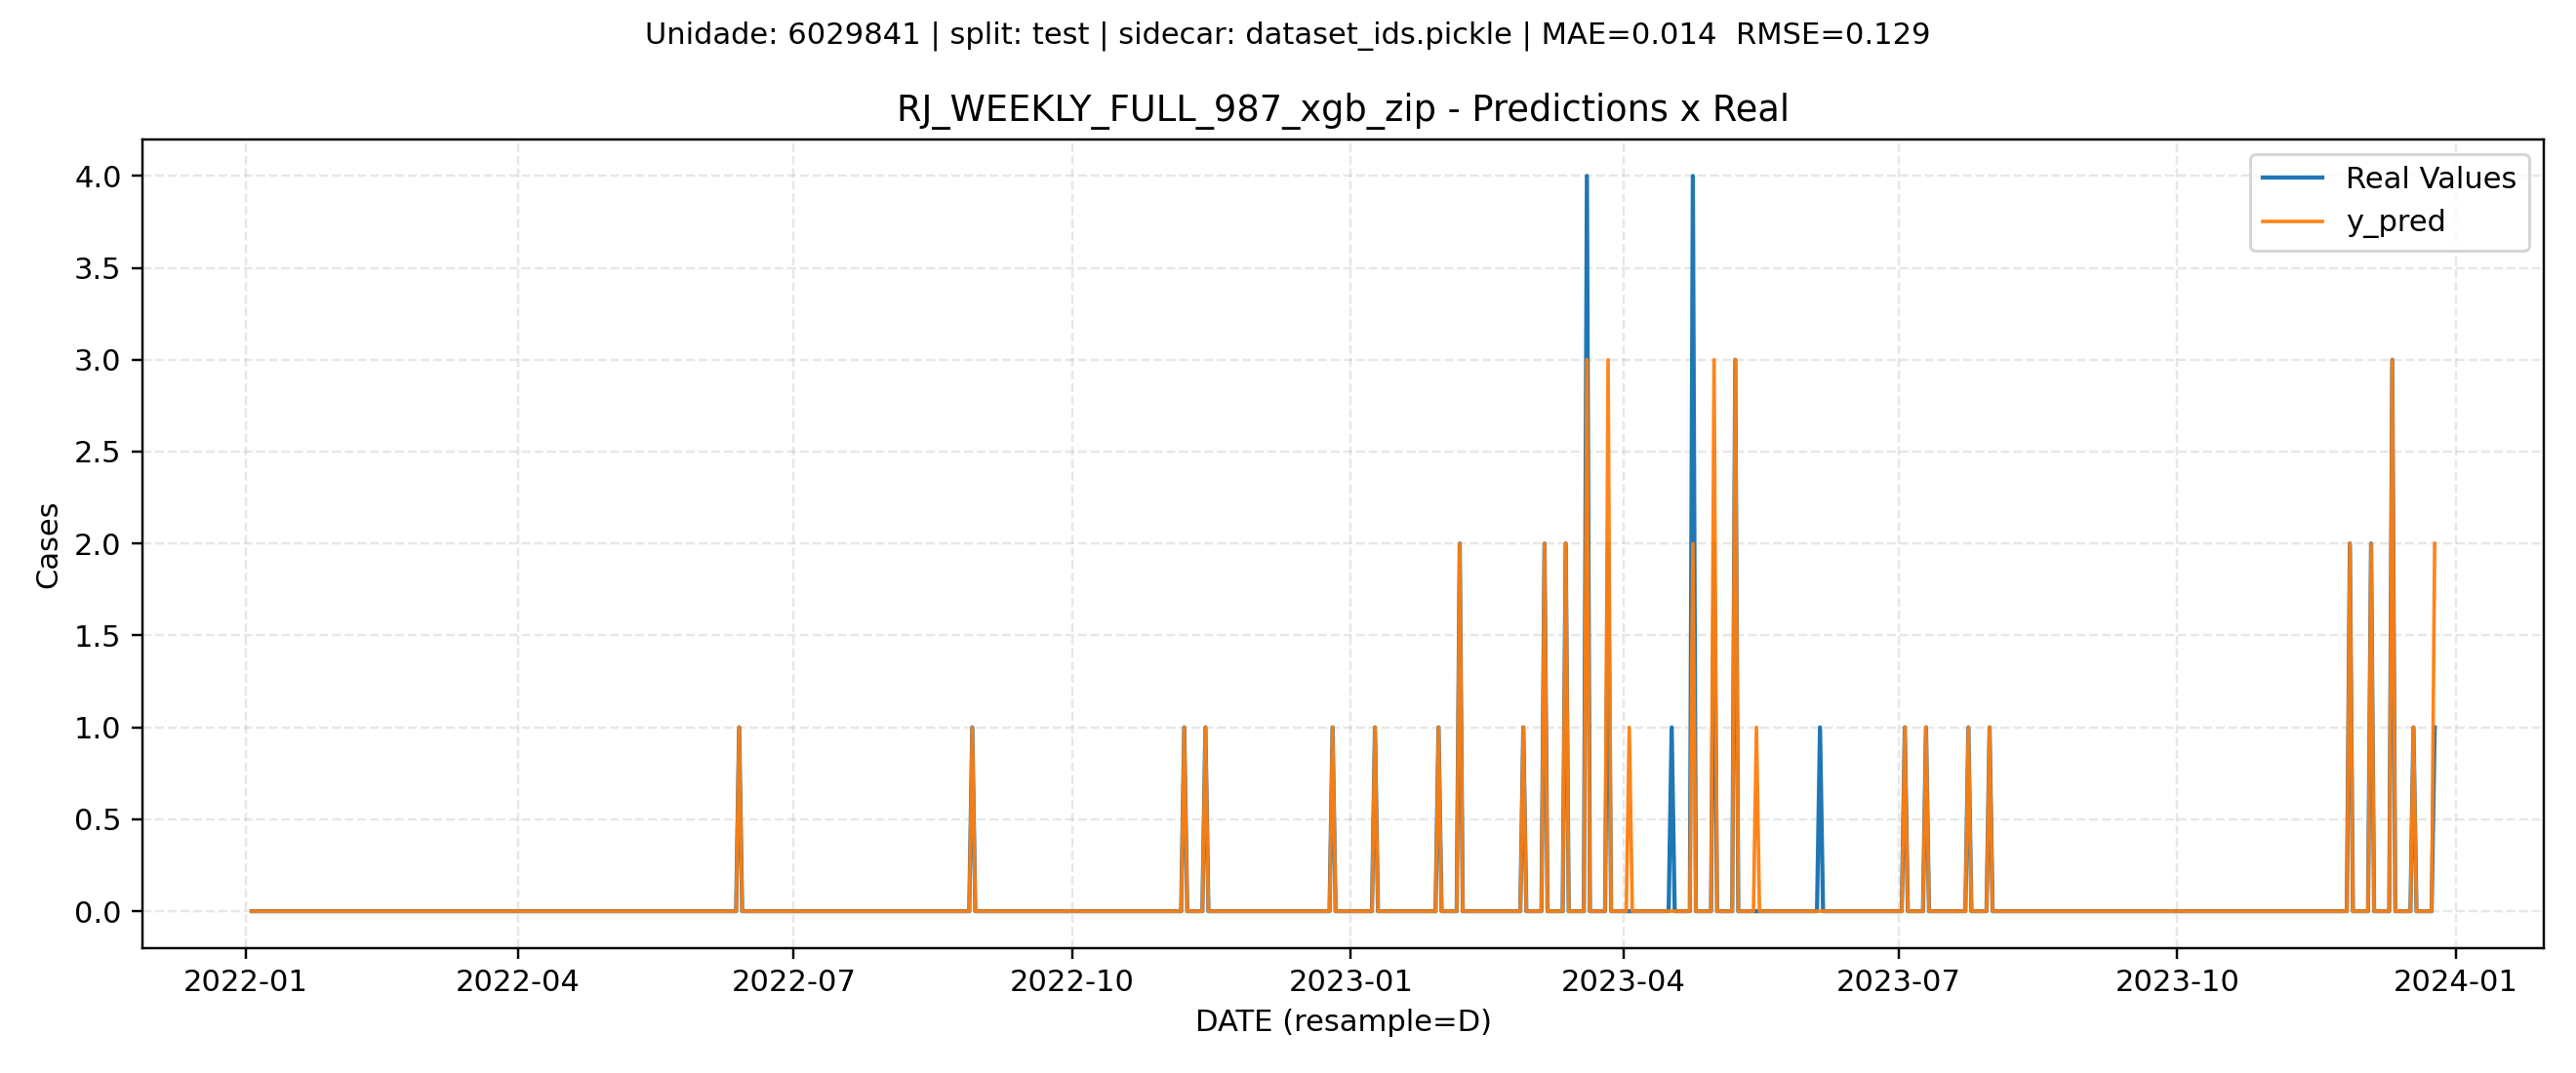 Unidade: 6029841 | split: test | sidecar: dataset_ids.pickle | MAE=0.014  RMSE=0.129
RJ_WEEKLY_FULL_987_xgb_zip - Predictions x Real
Real Values
y_pred
Cases
4.0
3.5
3.0
2.5
2.0
1.5
1.0
0.5
0.0
2022-01 2022-04 2022-07 2022-10 2023-01 2023-04 2023-07 2023-10 2024-01
DATE (resample=D)